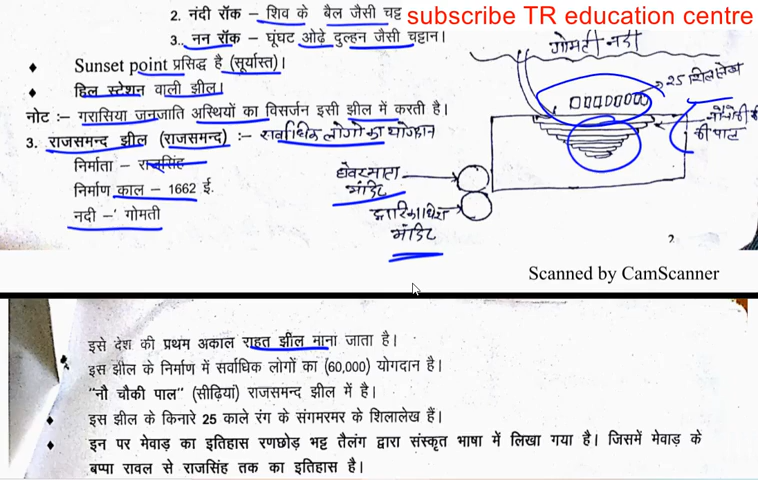 2. नंदी रॉक – शिव के बैल जैसी चट्ट
subscribe TR education centre
3.. नन रॉक – घूंघट ओढ़े दुल्हन जैसी चट्टान।
गोमती नदी
Sunset point प्रसिद्ध है (सूर्यास्त)।
25 शिलालेख
हिल स्टेशन वाली झील।
नोट :– गरासिया जनजाति अस्थियों का विसर्जन इसी झील में करती है।
3. राजसमन्द झील (राजसमन्द) :– सर्वाधिक लोगो का योगदान
की पाल
निर्माता – राजसिंह
निर्माण काल – 1662 ई.
घेवरमाता
मंदिर
नदी – गोमती
द्वारिकाधिश
मंदिर
2
Scanned by CamScanner
इसे देश की प्रथम अकाल राहत झील माना जाता है।
इस झील के निर्माण में सर्वाधिक लोगों का (60,000) योगदान है।
"नौ चौकी पाल" (सीढ़ियां) राजसमन्द झील में है।
इस झील के किनारे 25 काले रंग के संगमरमर के शिलालेख हैं।
इन पर मेवाड़ का इतिहास रणछोड़ भट्ट तैलंग द्वारा संस्कृत भाषा में लिखा गया है। जिसमें मेवाड़ के
बप्पा रावल से राजसिंह तक का इतिहास है।